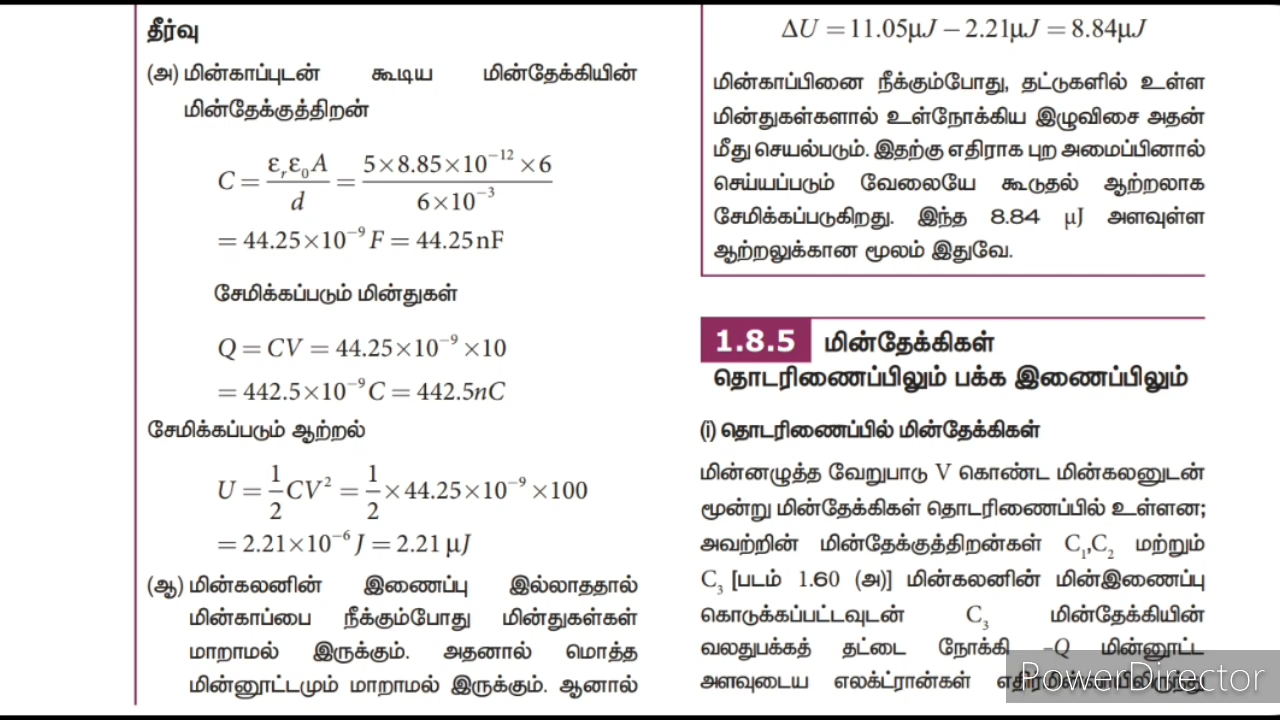 தீர்வு
(அ) மின்காப்புடன் கூடிய மின்தேக்கியின்
மின்தேக்குத்திறன்
C = ε_r ε_0 A / d = 5×8.85×10⁻¹² ×6 / 6×10⁻³
= 44.25×10⁻⁹ F = 44.25nF
சேமிக்கப்படும் மின்துகள்
Q = CV = 44.25×10⁻⁹ ×10
= 442.5×10⁻⁹ C = 442.5nC
சேமிக்கப்படும் ஆற்றல்
U = 1/2 CV² = 1/2 ×44.25×10⁻⁹ ×100
= 2.21×10⁻⁶ J = 2.21 μJ
(ஆ) மின்கலனின் இணைப்பு இல்லாததால்
மின்காப்பை நீக்கும்போது மின்துகள்கள்
மாறாமல் இருக்கும். அதனால் மொத்த
மின்னூட்டமும் மாறாமல் இருக்கும். ஆனால்
ΔU = 11.05μJ − 2.21μJ = 8.84μJ
மின்காப்பினை நீக்கும்போது, தட்டுகளில் உள்ள
மின்துகள்களால் உள்நோக்கிய இழுவிசை அதன்
மீது செயல்படும். இதற்கு எதிராக புற அமைப்பினால்
செய்யப்படும் வேலையே கூடுதல் ஆற்றலாக
சேமிக்கப்படுகிறது. இந்த 8.84 μJ அளவுள்ள
ஆற்றலுக்கான மூலம் இதுவே.
1.8.5 மின்தேக்கிகள்
தொடரிணைப்பிலும் பக்க இணைப்பிலும்
(i) தொடரிணைப்பில் மின்தேக்கிகள்
மின்னழுத்த வேறுபாடு V கொண்ட மின்கலனுடன்
மூன்று மின்தேக்கிகள் தொடரிணைப்பில் உள்ளன;
அவற்றின் மின்தேக்குத்திறன்கள் C₁,C₂ மற்றும்
C₃ [படம் 1.60 (அ)] மின்கலனின் மின்இணைப்பு
கொடுக்கப்பட்டவுடன் C₃ மின்தேக்கியின்
வலதுபக்கத் தட்டை நோக்கி –Q மின்னூட்ட
அளவுடைய எலக்ட்ரான்கள்
PowerDirector